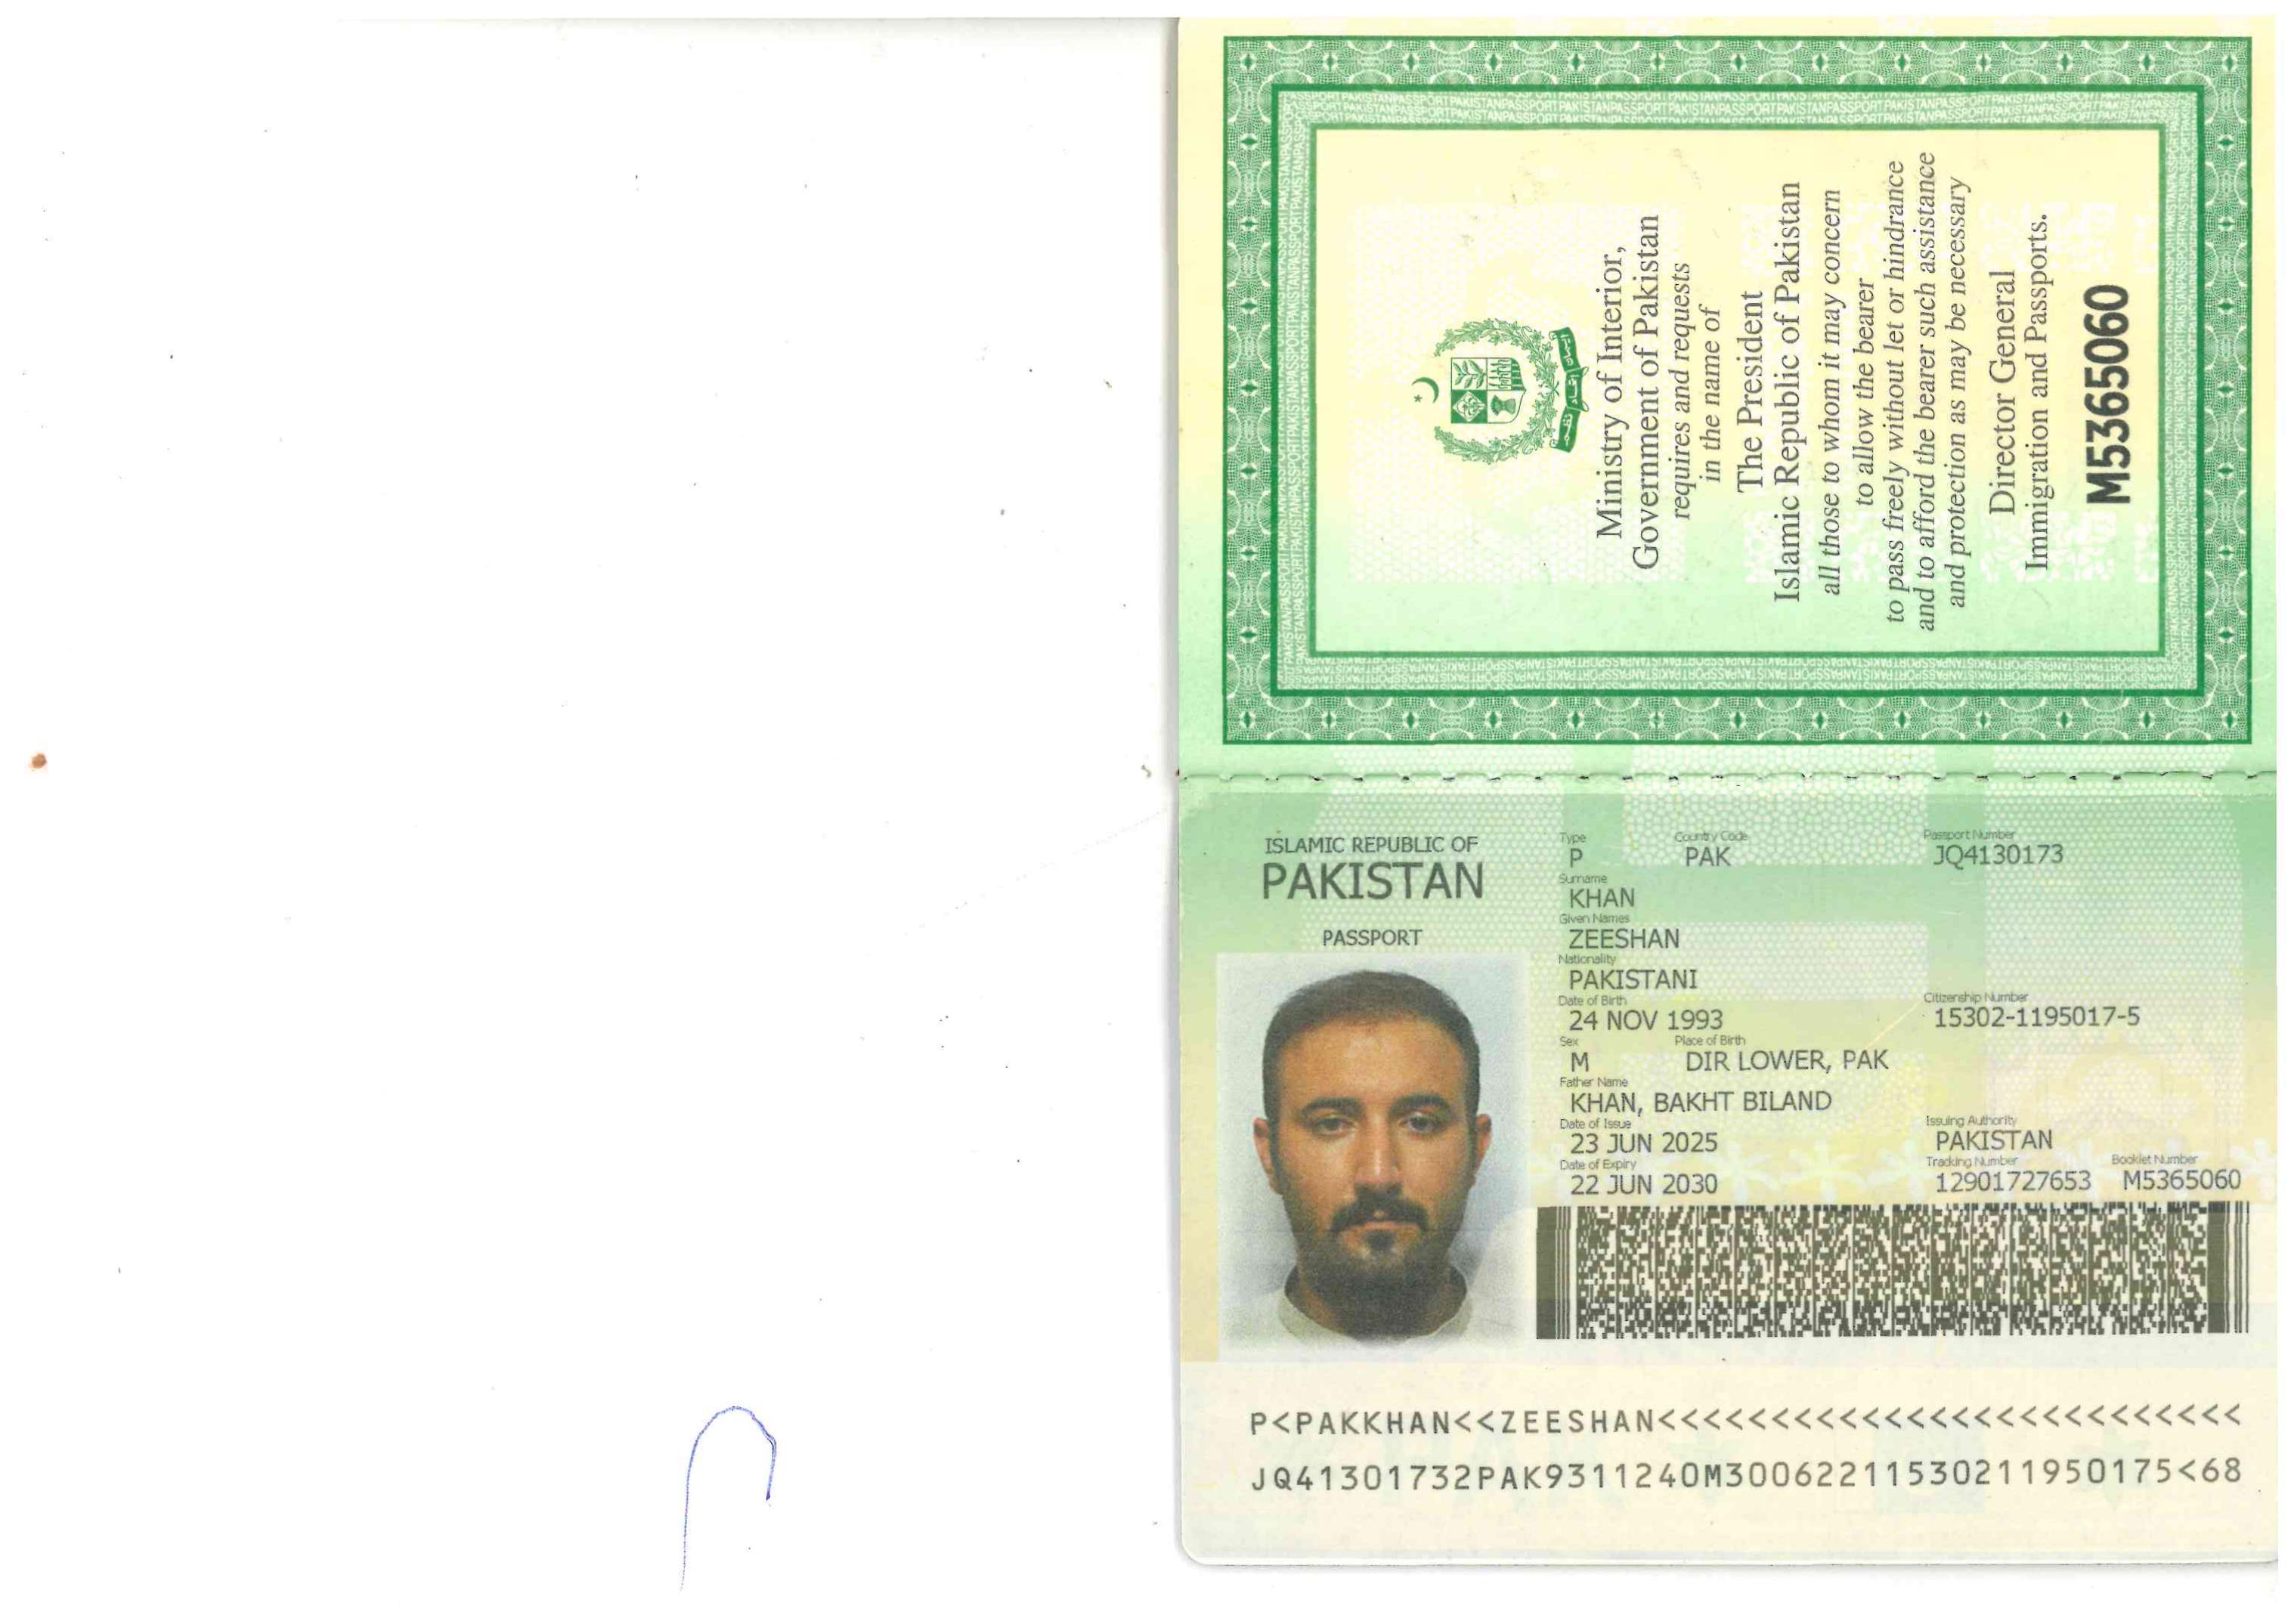 Ministry of Interior,
Government of Pakistan
requires and requests
in the name of
The President
Islamic Republic of Pakistan
all those to whom it may concern
to allow the bearer
to pass freely without let or hindrance
and to afford the bearer such assistance
and protection as may be necessary
Director General
Immigration and Passports.
M5365060
ISLAMIC REPUBLIC OF
PAKISTAN
PASSPORT
Type Country Code Passport Number
P PAK JQ4130173
Surname
KHAN
Given Names
ZEESHAN
Nationality
PAKISTANI
Date of Birth Citizenship Number
24 NOV 1993 15302-1195017-5
Sex Place of Birth
M DIR LOWER, PAK
Father Name
KHAN, BAKHT BILAND
Date of Issue Issuing Authority
23 JUN 2025 PAKISTAN
Date of Expiry Tracking Number Booklet Number
22 JUN 2030 12901727653 M5365060
P<PAKKHAN<<ZEESHAN<<<<<<<<<<<<<<<<<<<<<<<<<<
JQ41301732PAK9311240M30062211530211950175<68